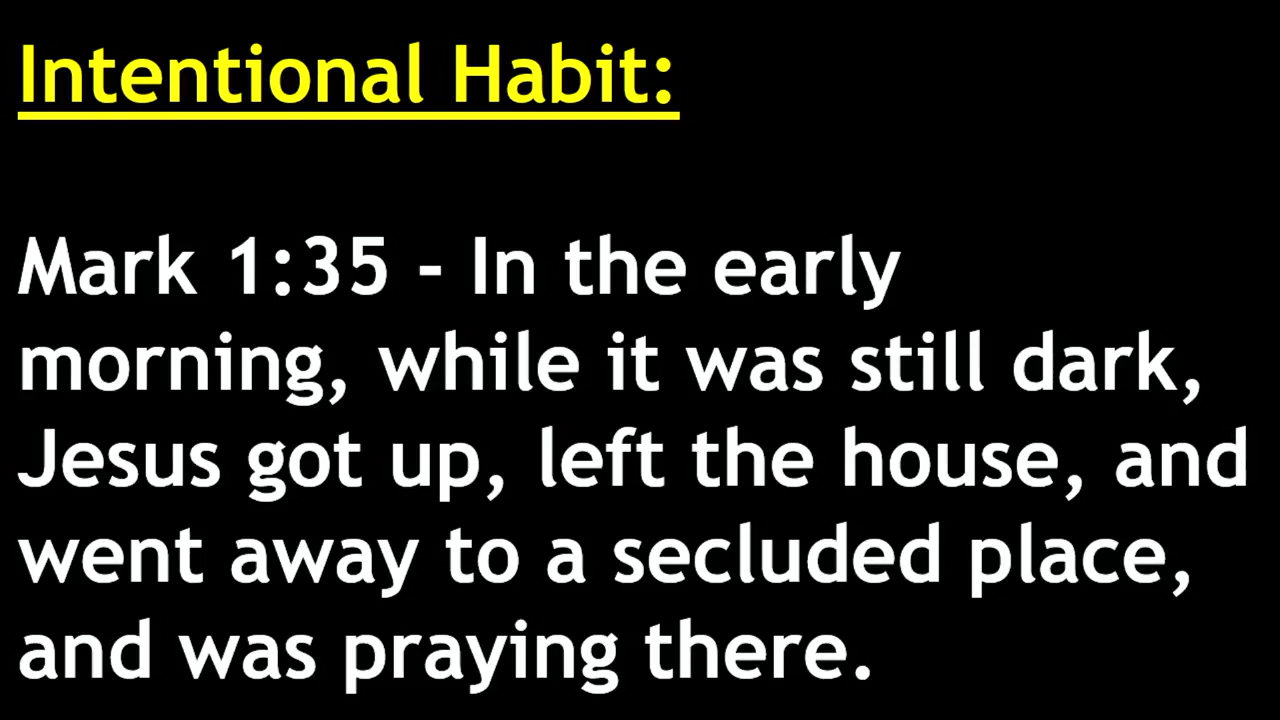 Intentional Habit:
Mark 1:35 - In the early
morning, while it was still dark,
Jesus got up, left the house, and
went away to a secluded place,
and was praying there.